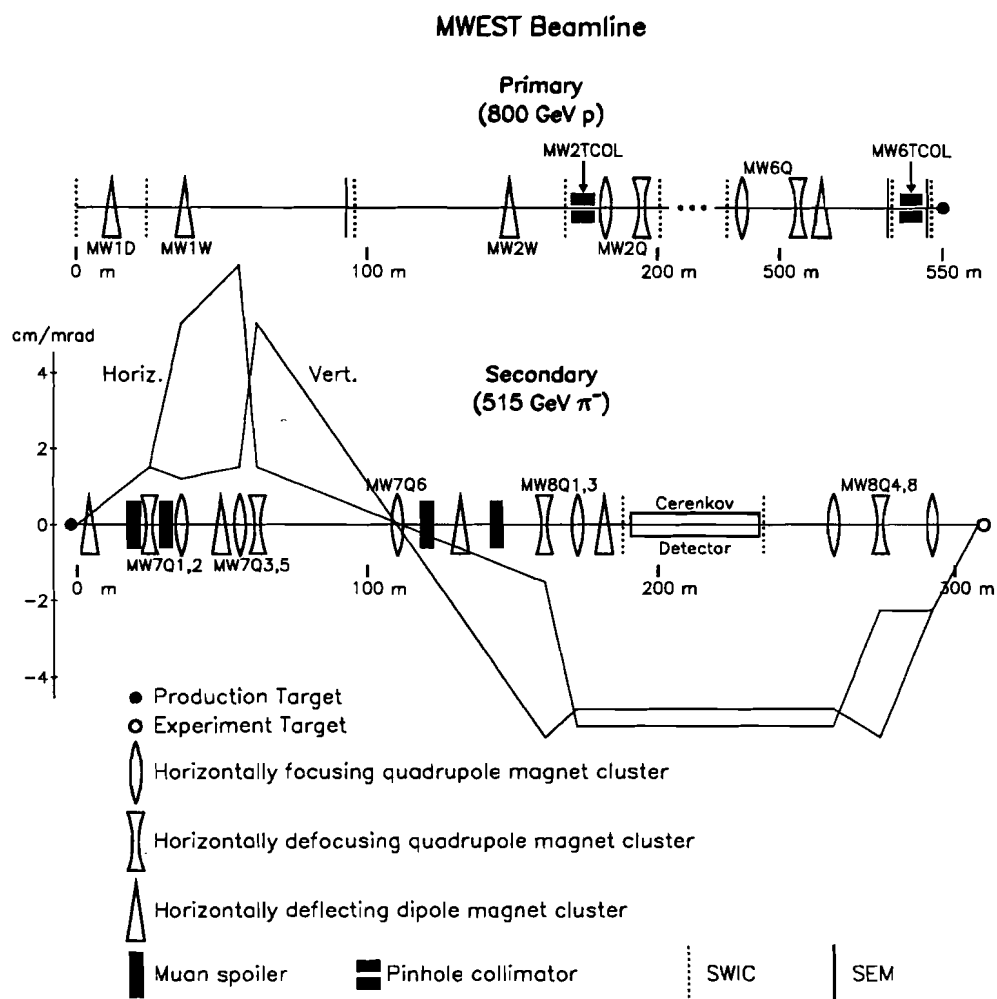 MWEST Beamline
Primary
(800 GeV p)
MW2TCOL
MW6Q
MW6TCOL
MW1D
MW1W
MW2W
MW2Q
0 m
100 m
200 m
500 m
550 m
cm/mrad
4
2
0
-2
-4
Horiz.
Vert.
Secondary
(515 GeV π⁻)
MW7Q6
MW8Q1,3
Cerenkov
Detector
MW8Q4,8
MW7Q1,2
MW7Q3,5
0 m
100 m
200 m
300 m
Production Target
Experiment Target
Horizontally focusing quadrupole magnet cluster
Horizontally defocusing quadrupole magnet cluster
Horizontally deflecting dipole magnet cluster
Muan spoiler
Pinhole collimator
SWIC
SEM